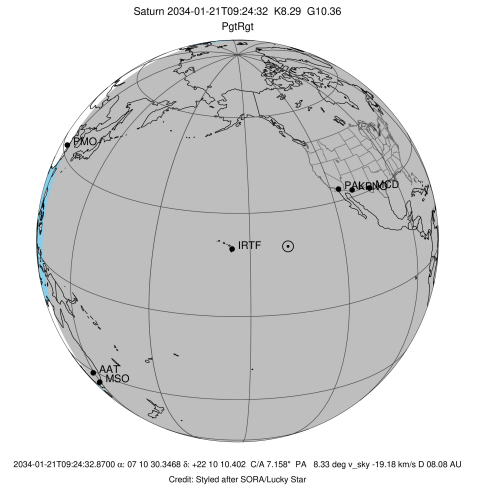 Saturn 2034-01-21T09:24:32 K8.29 G10.36
PgtRgt
PMO
MCD
IRTF
AAT
MSO
2034-01-21T09:24:32.8700 α: 07 10 30.3468 δ: +22 10 10.402 C/A 7.158" PA 8.33 deg v_sky -19.18 km/s D 08.08 AU
Credit: Styled after SORA/Lucky Star